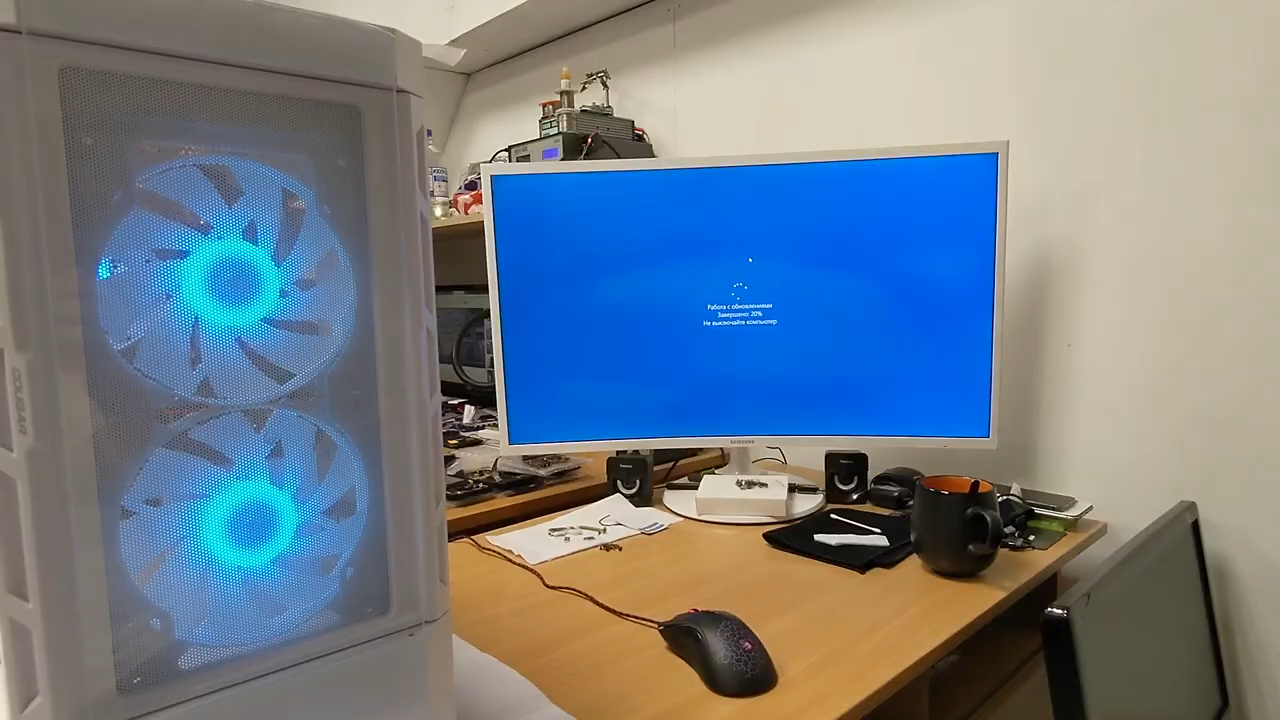 COUGAR
Работа с обновлениями
Завершено: 20%
Не выключайте компьютер
SAMSUNG